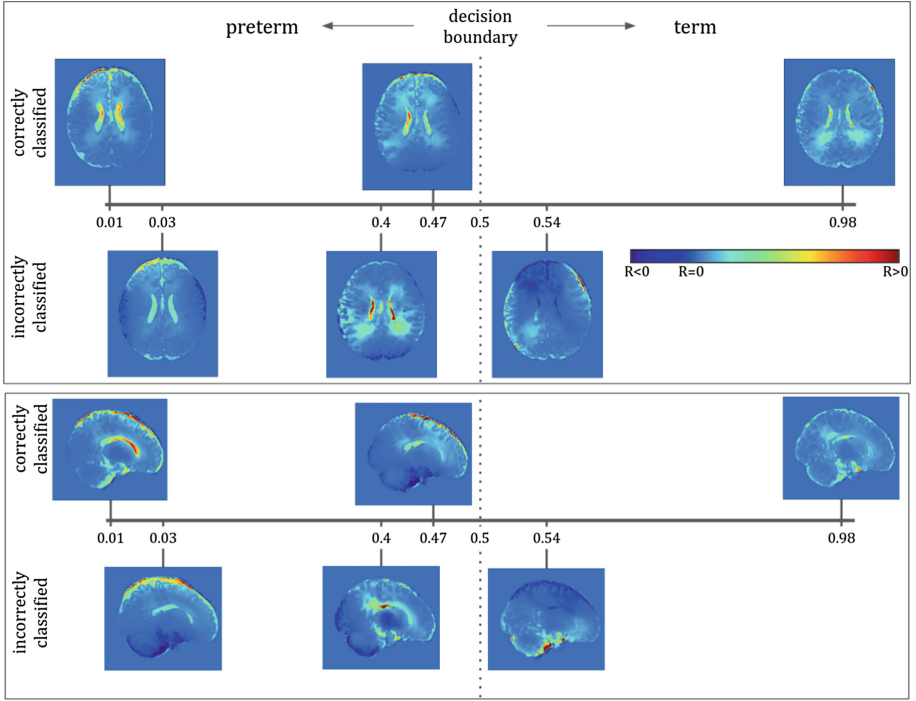 preterm
decision
boundary
term
correctly
classified
0.01
0.03
0.4
0.47
0.5
0.54
0.98
incorrectly
classified
R<0
R=0
R>0
correctly
classified
0.01
0.03
0.4
0.47
0.5
0.54
0.98
incorrectly
classified